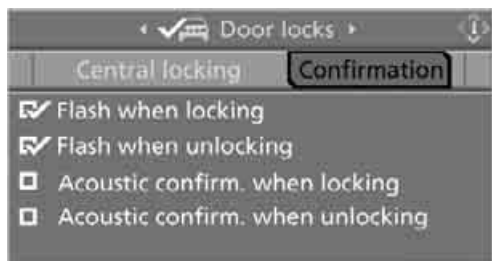 Door locks
Central locking Confirmation
Flash when locking
Flash when unlocking
Acoustic confirm. when locking
Acoustic confirm. when unlocking